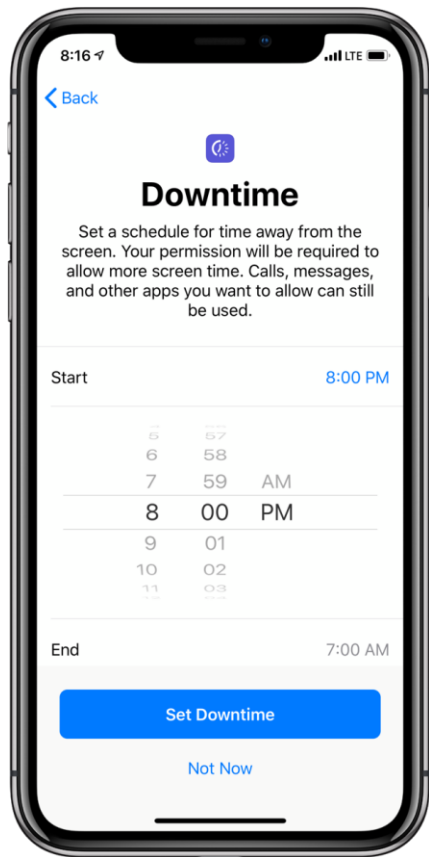 8:16 LTE
Back
Downtime
Set a schedule for time away from the
screen. Your permission will be required to
allow more screen time. Calls, messages,
and other apps you want to allow can still
be used.
Start 8:00 PM
5 57
6 58
7 59 AM
8 00 PM
9 01
10 02
11 03
End 7:00 AM
Set Downtime
Not Now